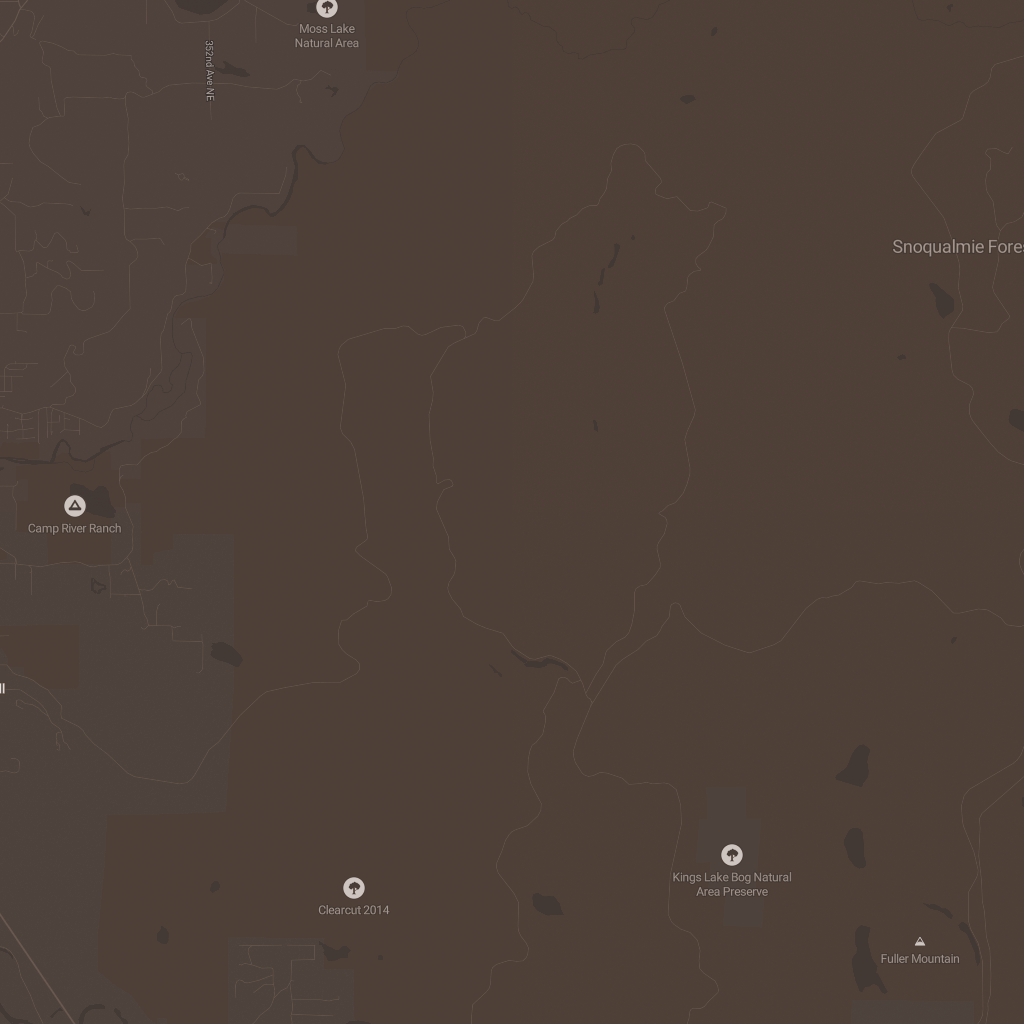 Moss Lake
Natural Area
352nd Ave NE
Snoqualmie Fores
Camp River Ranch
ll
Kings Lake Bog Natural
Area Preserve
Clearcut 2014
Fuller Mountain